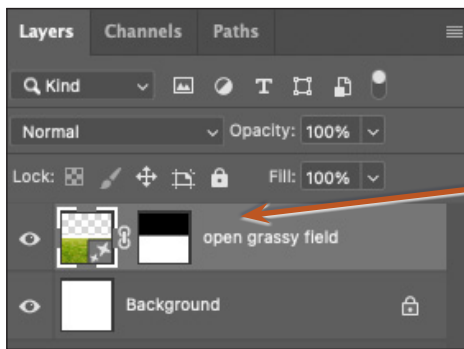 Layers Channels Paths
Kind T
Normal Opacity: 100%
Lock: Fill: 100%
open grassy field
Background